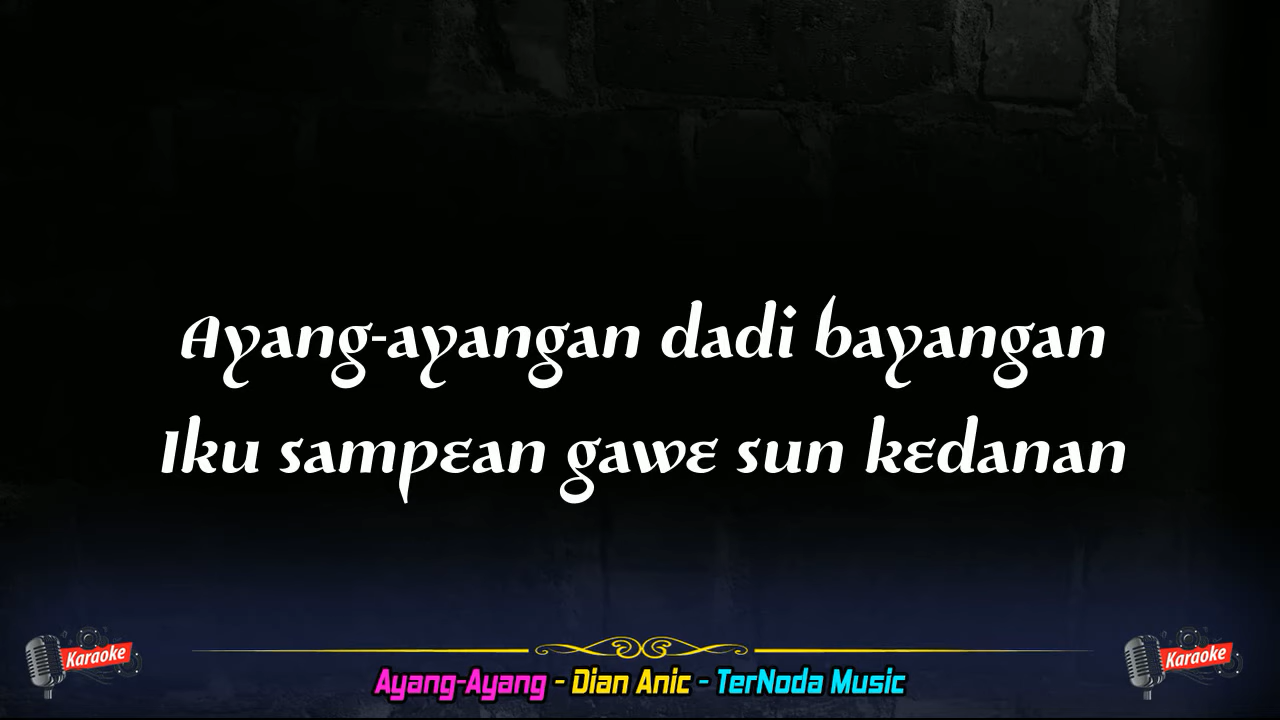 Ayang-ayangan dadi bayangan
Iku sampean gawe sun kedanan
Karaoke
Karaoke
Ayang-Ayang - Dian Anic - TerNoda Music